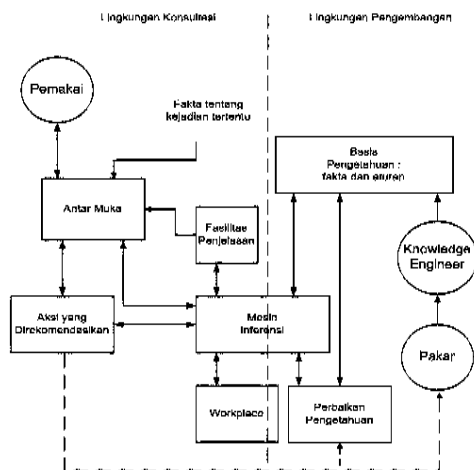 Lingkungan Konsultasi
Lingkungan Pengembangan
Pemakai
Fakta tentang
kejadian tertentu
Basis
Pengetahuan :
fakta dan aturan
Antar Muka
Fasilitas
Penjelasan
Knowledge
Engineer
Aksi yang
Direkomendesikan
Mesin
Inferensi
Pakar
Workplace
Perbaikan
Pengetahuan